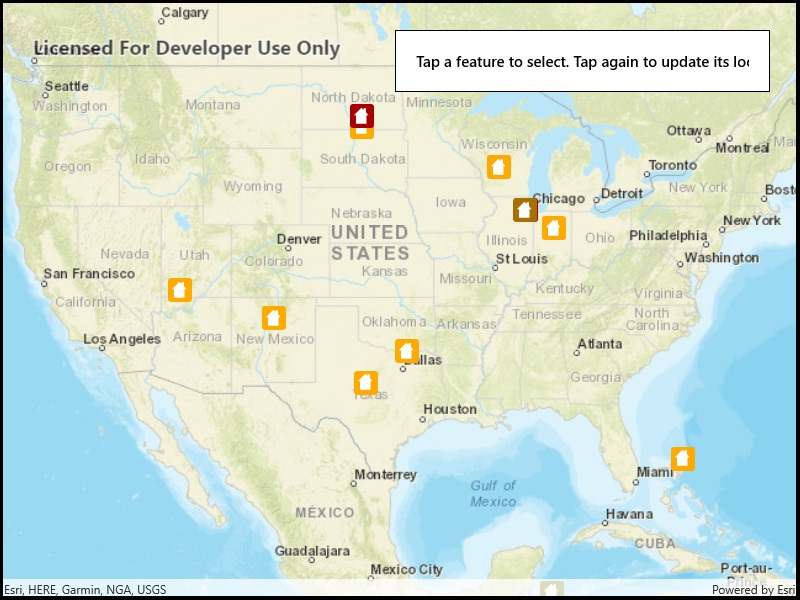 Calgary
Licensed For Developer Use Only
Tap a feature to select. Tap again to update its loc
Seattle
Washington
Montana
North Dakota
Minnesota
Ottawa
Montreal
Mai
Oregon
Idaho
South Dakota
Wisconsin
Toronto
Wyoming
Detroit
New York
Bost
Nebraska
Iowa
Chicago
UNITED
STATES
Nevada
Utah
Denver
Colorado
Illinois
Ohio
Philadelphia
New York
San Francisco
California
Kansas
St Louis
Missouri
Washington
Kentucky
Virginia
Los Angeles
Arizona
New Mexico
Oklahoma
Arkansas
Tennessee
North
Carolina
Dallas
Atlanta
Georgia
Texas
Houston
Monterrey
Miami
Gulf of
Mexico
MÉXICO
Havana
CUBA
Guadalajara
Mexico City
Port-au-
Prince
Esri, HERE, Garmin, NGA, USGS
Powered by Esri